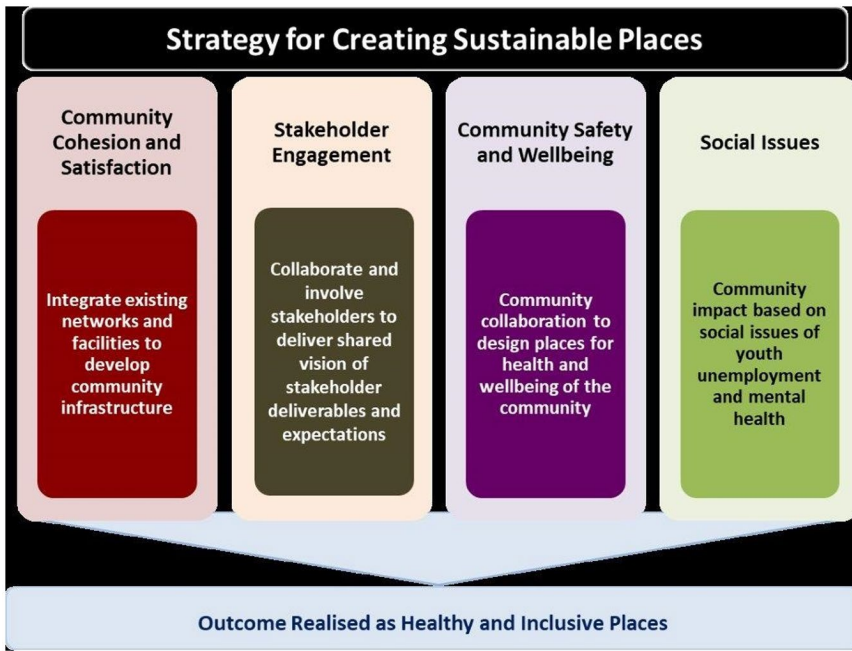 Strategy for Creating Sustainable Places
Community
Cohesion and
Satisfaction
Integrate existing
networks and
facilities to
develop
community
infrastructure
Stakeholder
Engagement
Collaborate and
involve
stakeholders to
deliver shared
vision of
stakeholder
deliverables and
expectations
Community Safety
and Wellbeing
Community
collaboration to
design places for
health and
wellbeing of the
community
Social Issues
Community
impact based on
social issues of
youth
unemployment
and mental
health
Outcome Realised as Healthy and Inclusive Places